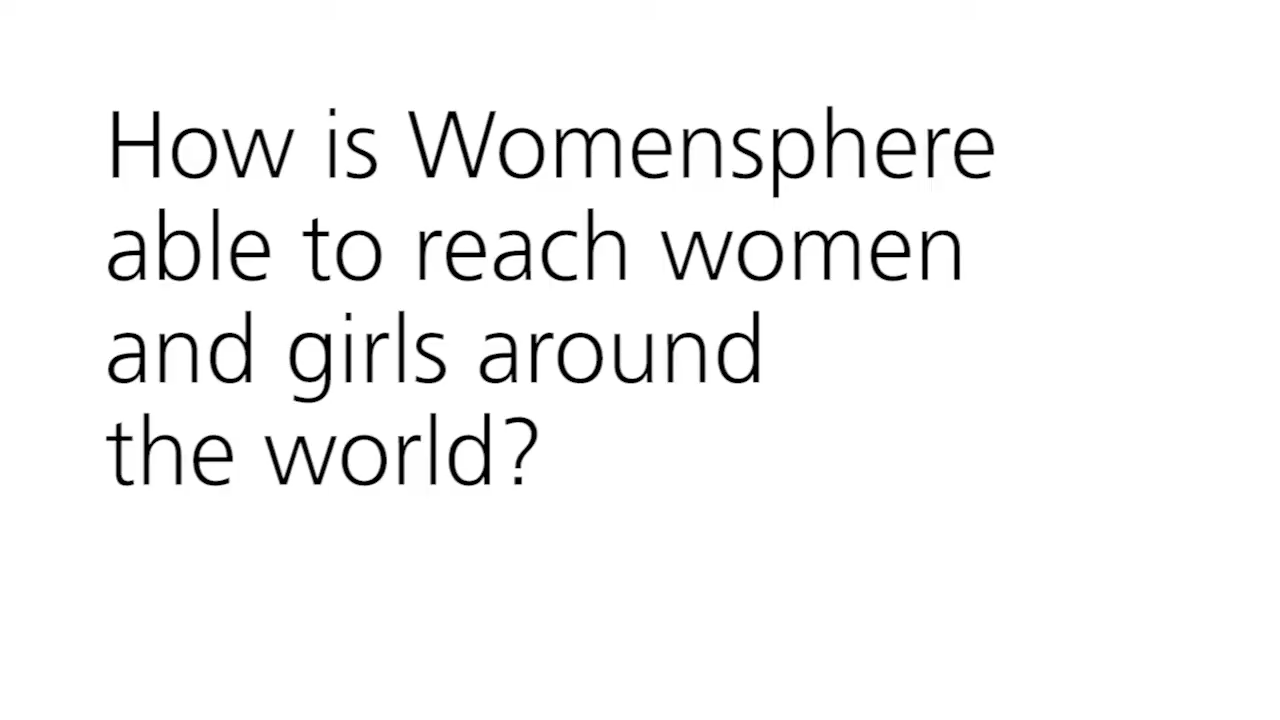 How is Womensphere
able to reach women
and girls around
the world?